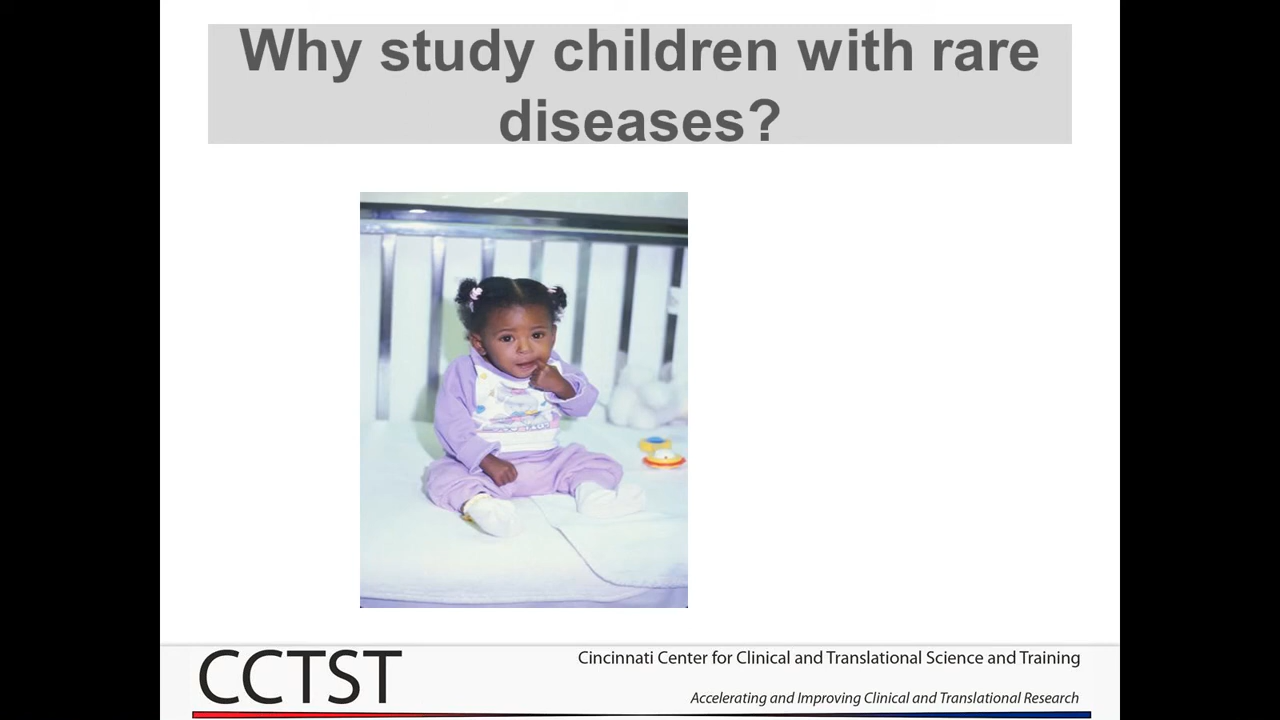 Why study children with rare
diseases?
CCTST
Cincinnati Center for Clinical and Translational Science and Training
Accelerating and Improving Clinical and Translational Research